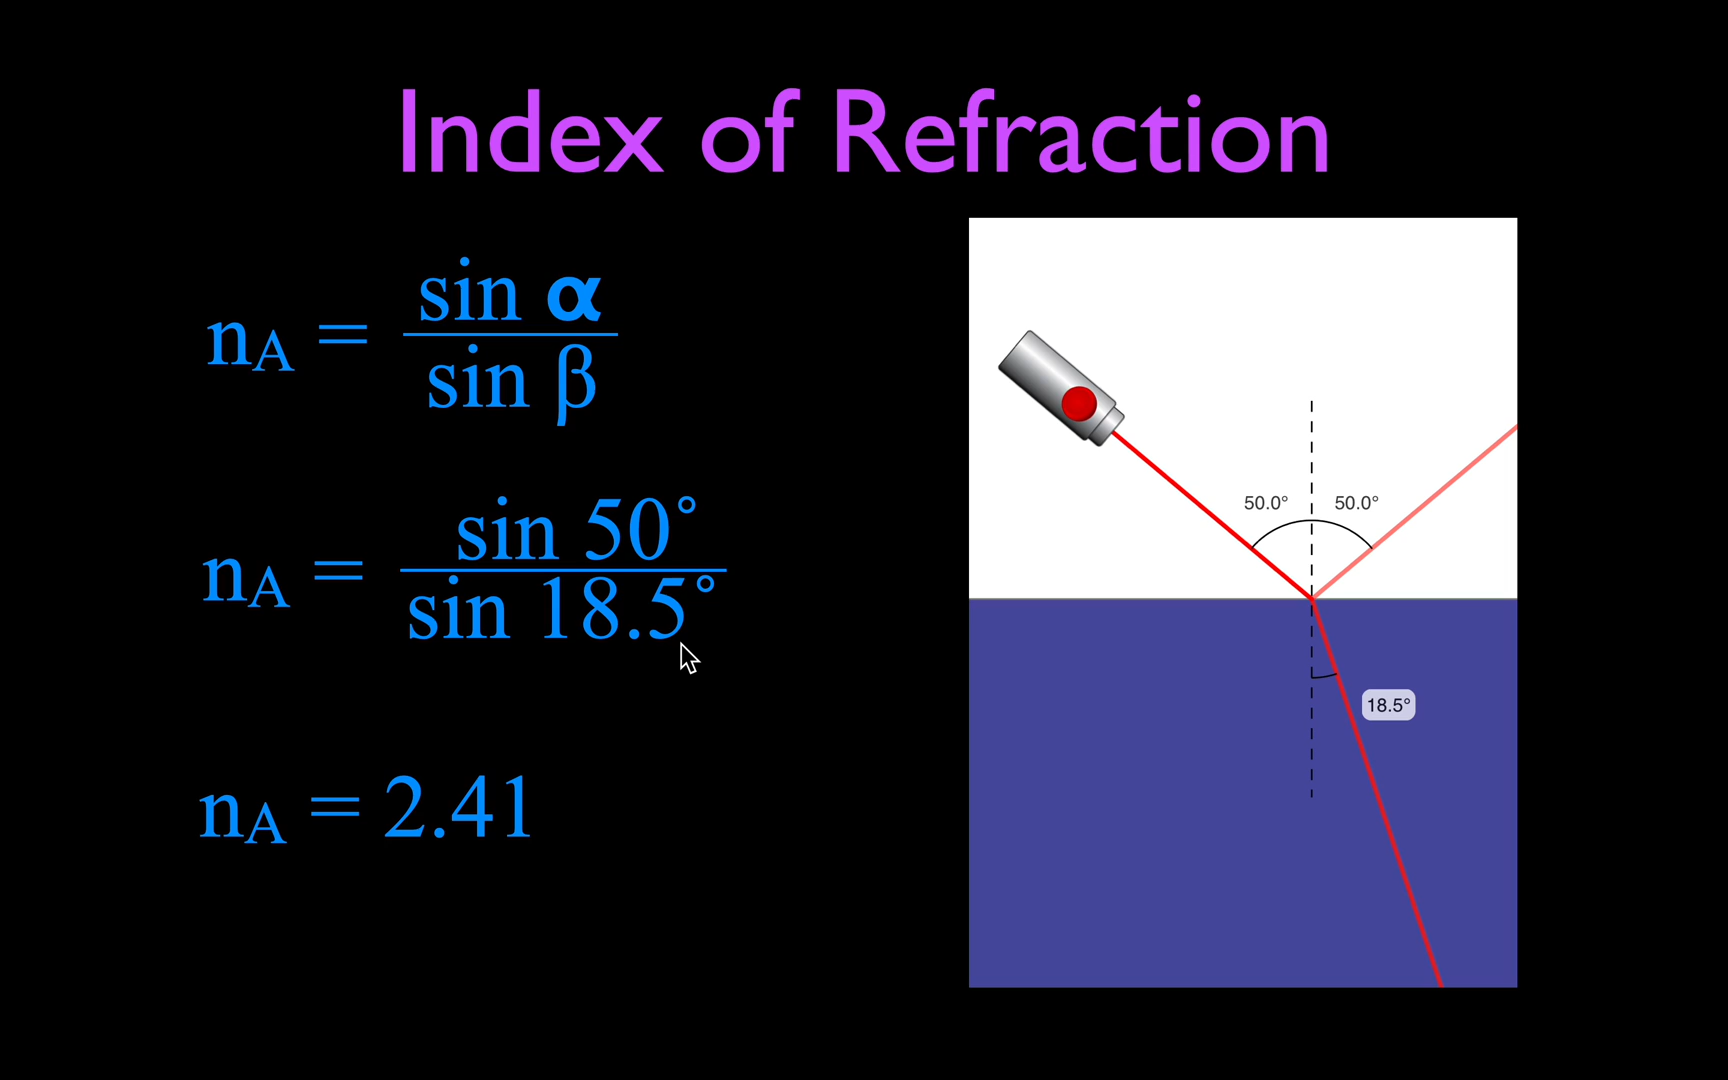 Index of Refraction
nA = sin α / sin β
nA = sin 50° / sin 18.5°
nA = 2.41
50.0° 50.0°
18.5°